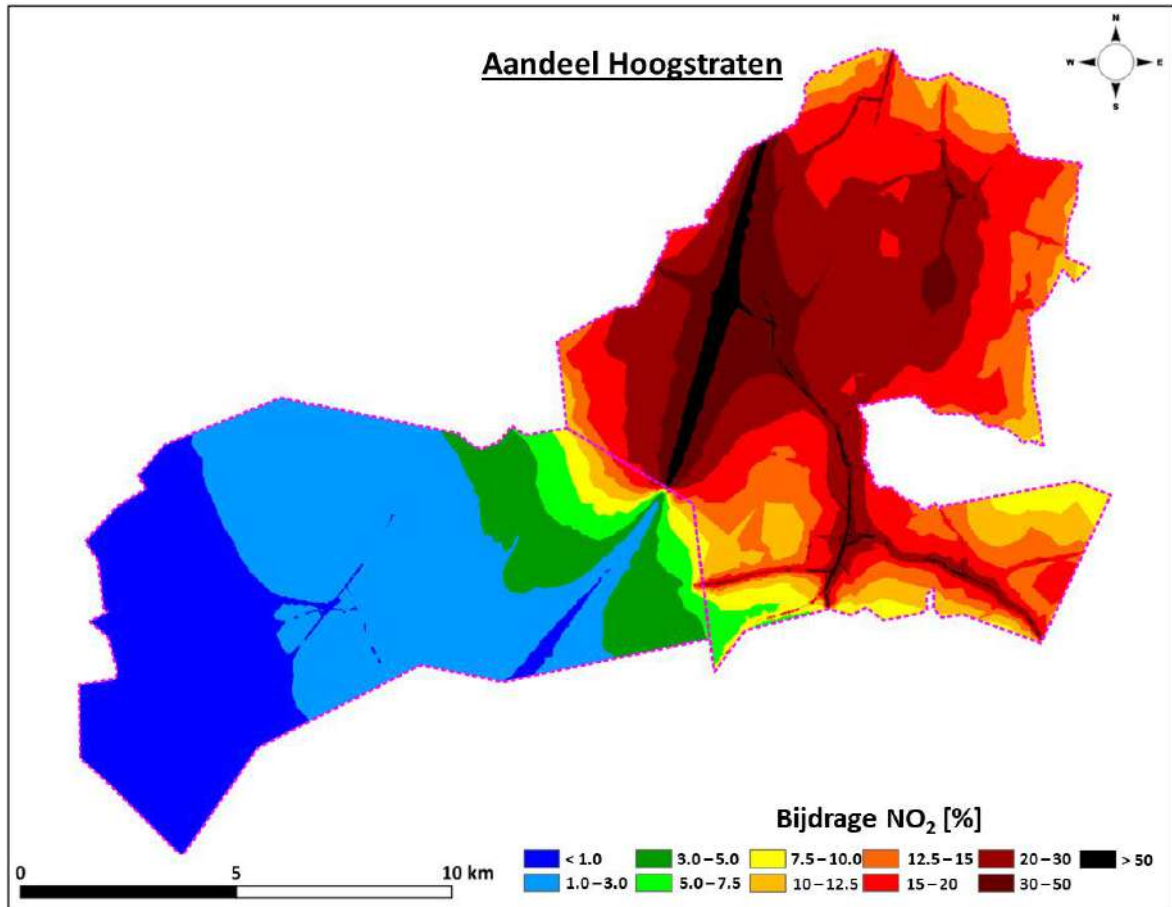 Aandeel Hoogstraten
N
W E
S
Bijdrage NO₂ [%]
0 5 10 km
< 1.0 3.0 – 5.0 7.5 – 10.0 12.5 – 15 20 – 30 > 50
1.0 – 3.0 5.0 – 7.5 10 – 12.5 15 – 20 30 – 50